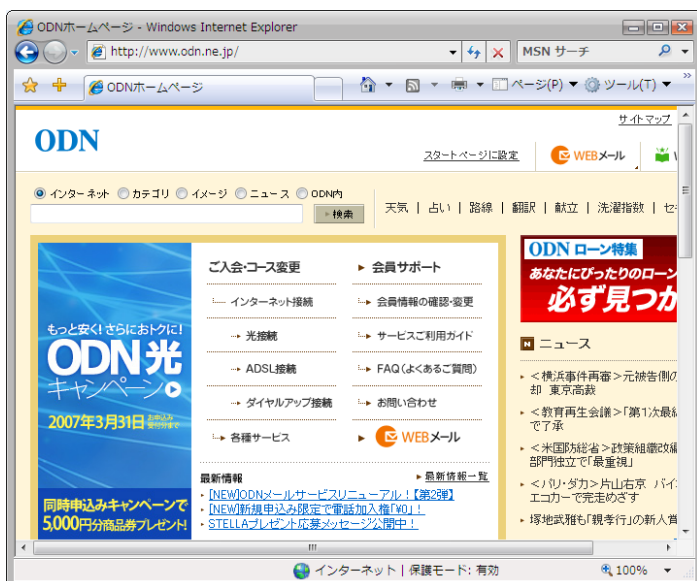 ODNホームページ - Windows Internet Explorer
http://www.odn.ne.jp/
MSN サーチ
ODNホームページ
ページ(P)
ツール(T)
サイトマップ
ODN
スタートページに設定
WEBメール
インターネット カテゴリ イメージ ニュース ODN内
検索
天気 | 占い | 路線 | 翻訳 | 献立 | 洗濯指数 |
もっと安く!さらにおトクに!
ODN光
キャンペーン
2007年3月31日 お申込み受付分まで
同時申込みキャンペーンで
5,000円分商品券プレゼント!
ご入会・コース変更
インターネット接続
光接続
ADSL接続
ダイヤルアップ接続
各種サービス
会員サポート
会員情報の確認・変更
サービスご利用ガイド
FAQ(よくあるご質問)
お問い合わせ
WEBメール
最新情報
最新情報一覧
[NEW]ODNメールサービスリニューアル!【第2弾】
[NEW]新規申込み限定で電話加入権「¥0」!
STELLAプレゼント応募メッセージ公開中!
ODN ローン特集
あなたにぴったりのローン
必ず見つか
N ニュース
<横浜事件再審>元被告側の
却 東京高裁
<教育再生会議>「第1次最終
で了承
<米国防総省>政策組織改編
部門独立で「最重視」
<パリ・ダカ>片山右京 バイ
エコカーで完走めざす
塚地武雅も「親孝行」の新人賞
インターネット | 保護モード: 有効
100%